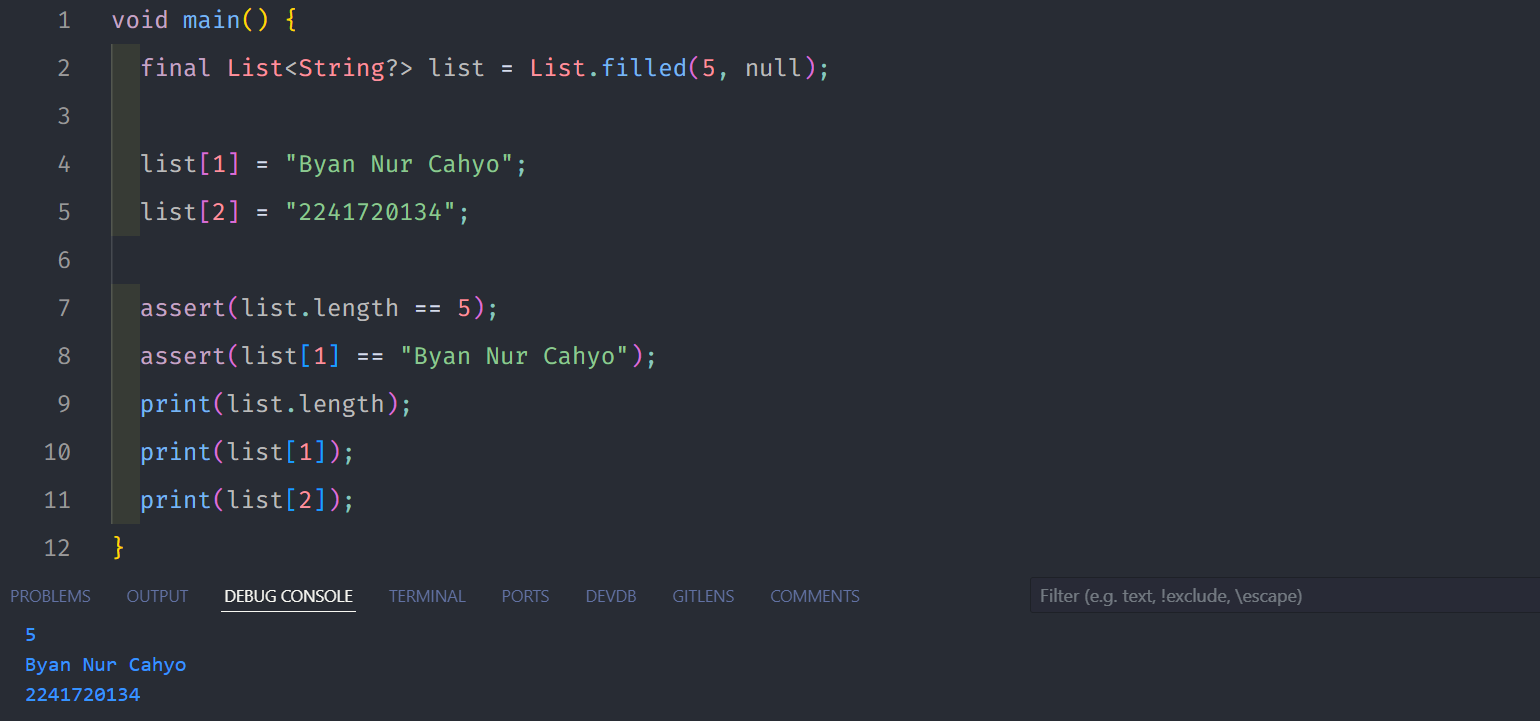 1 void main() {
2 final List<String?> list = List.filled(5, null);
3
4 list[1] = "Byan Nur Cahyo";
5 list[2] = "2241720134";
6
7 assert(list.length == 5);
8 assert(list[1] == "Byan Nur Cahyo");
9 print(list.length);
10 print(list[1]);
11 print(list[2]);
12 }
PROBLEMS OUTPUT DEBUG CONSOLE TERMINAL PORTS DEVDB GITLENS COMMENTS Filter (e.g. text, !exclude, \escape)
5
Byan Nur Cahyo
2241720134